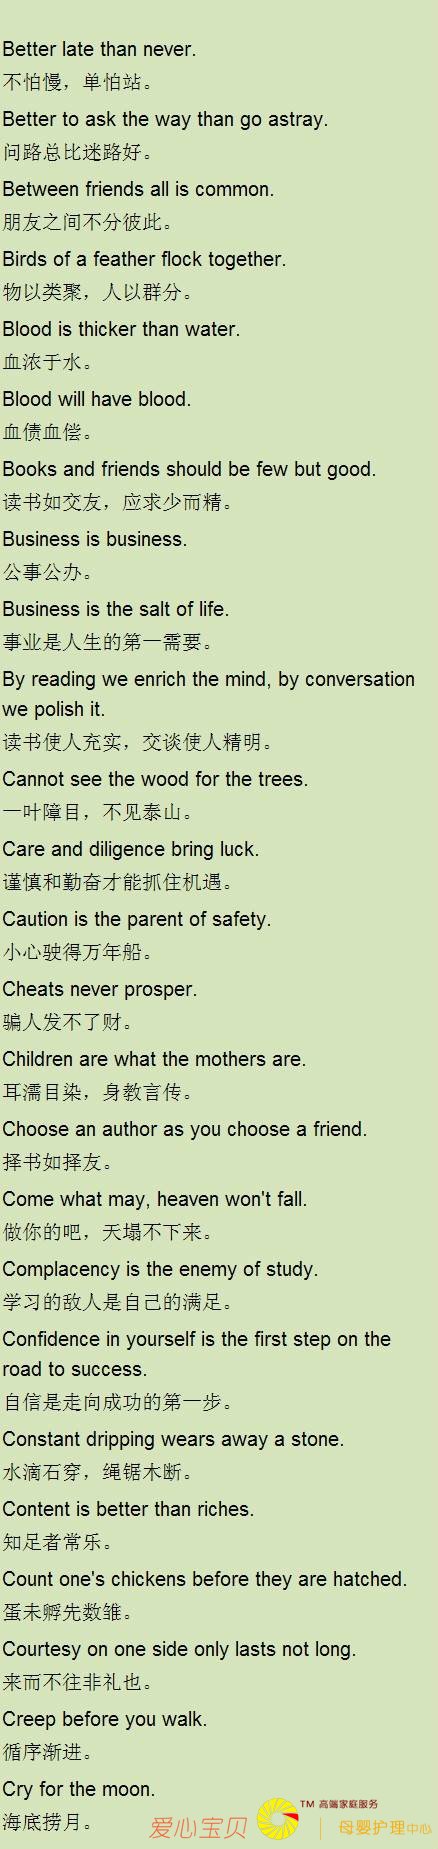 Better late than never.
不怕慢，单怕站。
Better to ask the way than go astray.
问路总比迷路好。
Between friends all is common.
朋友之间不分彼此。
Birds of a feather flock together.
物以类聚，人以群分。
Blood is thicker than water.
血浓于水。
Blood will have blood.
血债血偿。
Books and friends should be few but good.
读书如交友，应求少而精。
Business is business.
公事公办。
Business is the salt of life.
事业是人生的第一需要。
By reading we enrich the mind, by conversation
we polish it.
读书使人充实，交谈使人精明。
Cannot see the wood for the trees.
一叶障目，不见泰山。
Care and diligence bring luck.
谨慎和勤奋才能抓住机遇。
Caution is the parent of safety.
小心驶得万年船。
Cheats never prosper.
骗人发不了财。
Children are what the mothers are.
耳濡目染，身教言传。
Choose an author as you choose a friend.
择书如择友。
Come what may, heaven won't fall.
做你的吧，天塌不下来。
Complacency is the enemy of study.
学习的敌人是自己的满足。
Confidence in yourself is the first step on the
road to success.
自信是走向成功的第一步。
Constant dripping wears away a stone.
水滴石穿，绳锯木断。
Content is better than riches.
知足者常乐。
Count one's chickens before they are hatched.
蛋未孵先数雏。
Courtesy on one side only lasts not long.
来而不往非礼也。
Creep before you walk.
循序渐进。
Cry for the moon.
海底捞月。
爱心宝贝
TM 高端家庭服务
母婴护理中心